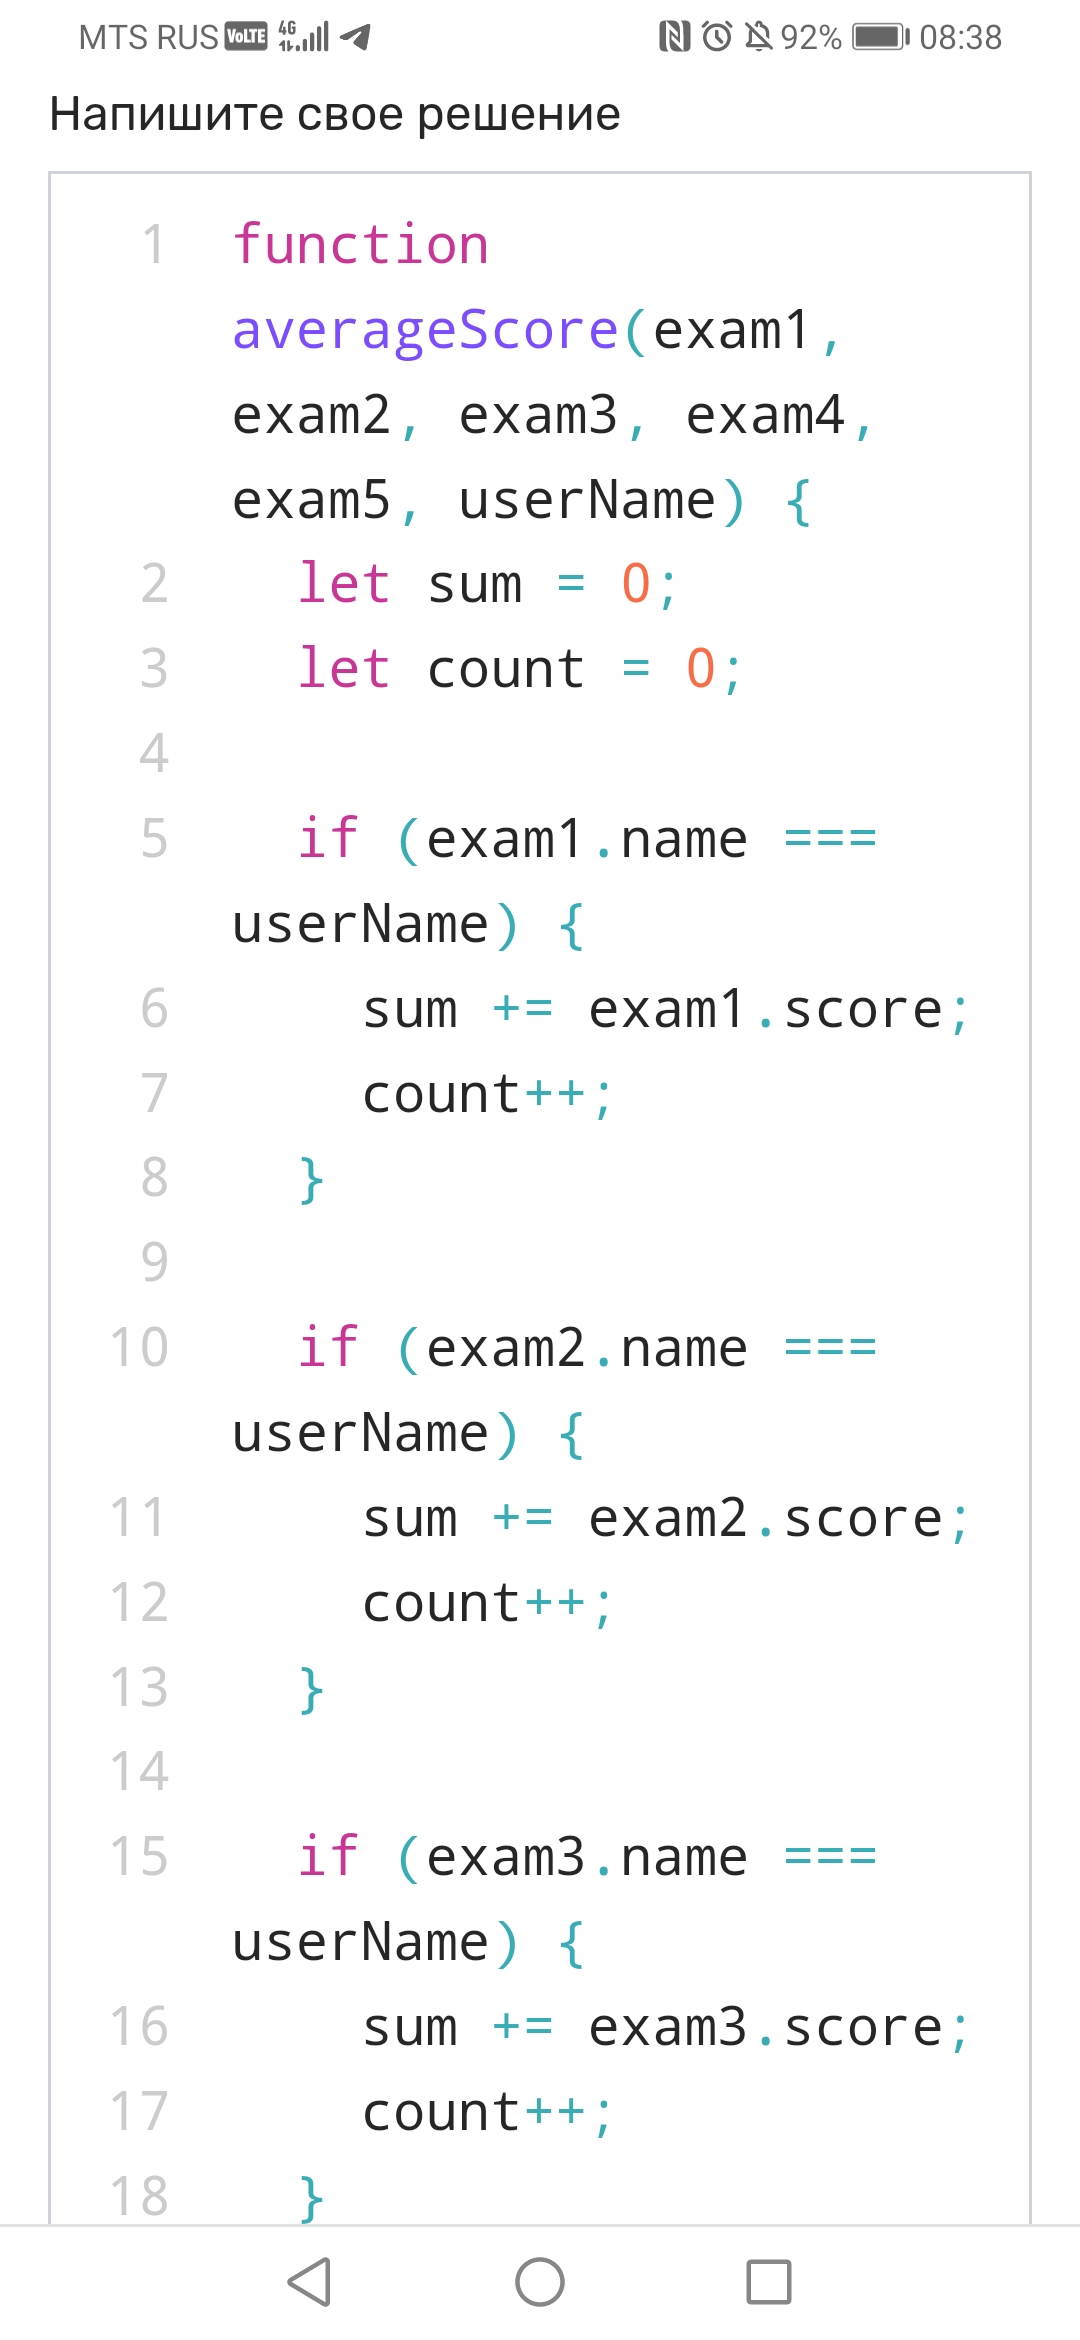 MTS RUS VoLTE 4G 92% 08:38
Напишите свое решение
1 function
averageScore(exam1,
exam2, exam3, exam4,
exam5, userName) {
2 let sum = 0;
3 let count = 0;
4
5 if (exam1.name ===
userName) {
6 sum += exam1.score;
7 count++;
8 }
9
10 if (exam2.name ===
userName) {
11 sum += exam2.score;
12 count++;
13 }
14
15 if (exam3.name ===
userName) {
16 sum += exam3.score;
17 count++;
18 }